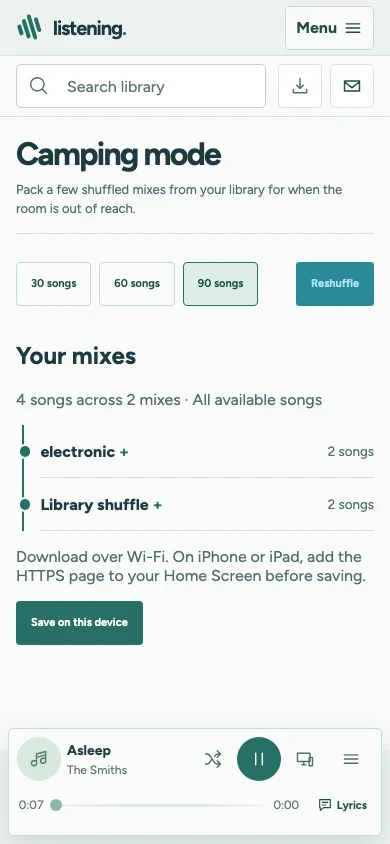 listening.
Menu
Search library
Camping mode
Pack a few shuffled mixes from your library for when the
room is out of reach.
30 songs
60 songs
90 songs
Reshuffle
Your mixes
4 songs across 2 mixes · All available songs
electronic +
2 songs
Library shuffle +
2 songs
Download over Wi-Fi. On iPhone or iPad, add the
HTTPS page to your Home Screen before saving.
Save on this device
Asleep
The Smiths
0:07
0:00
Lyrics